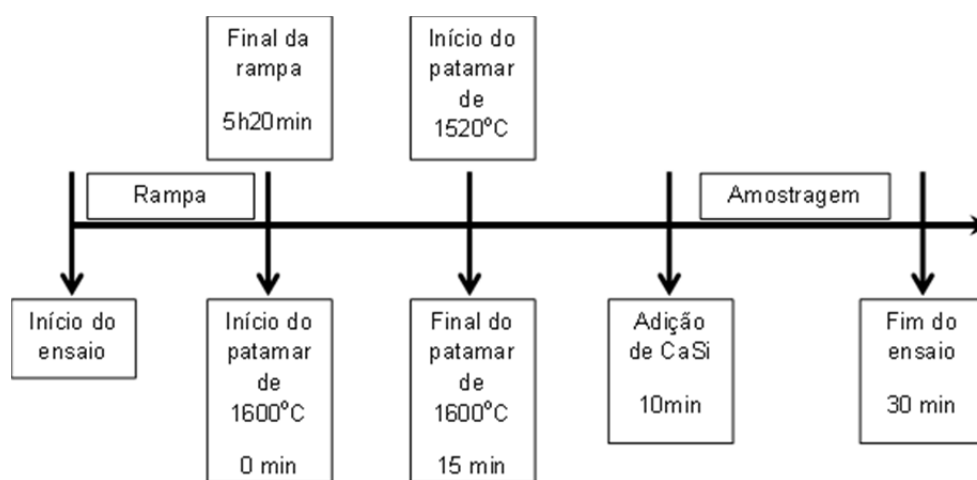 Final da
rampa
5h20min
Início do
patamar
de
1520ºC
Rampa
Amostragem
Início do
ensaio
Início do
patamar
de
1600ºC
0 min
Final do
patamar
de
1600ºC
15 min
Adição
de CaSi
10min
Fim do
ensaio
30 min